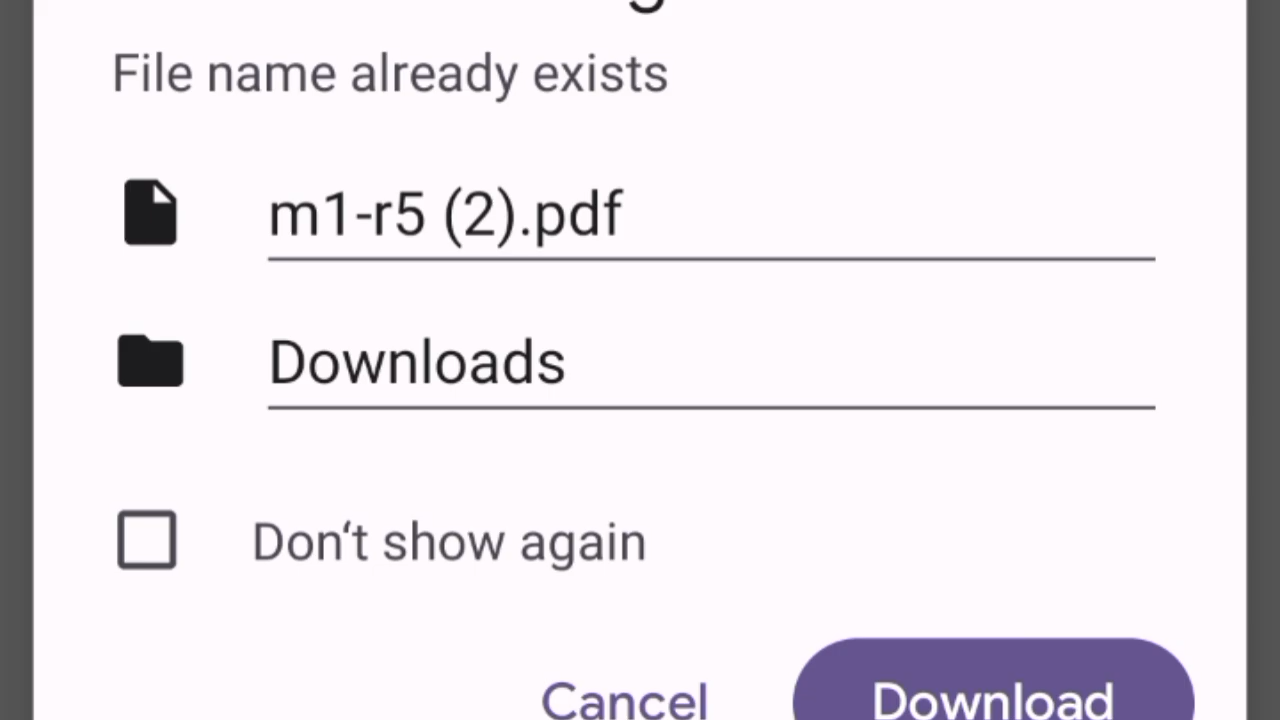 File name already exists
m1-r5 (2).pdf
Downloads
Don‘t show again
Cancel Download